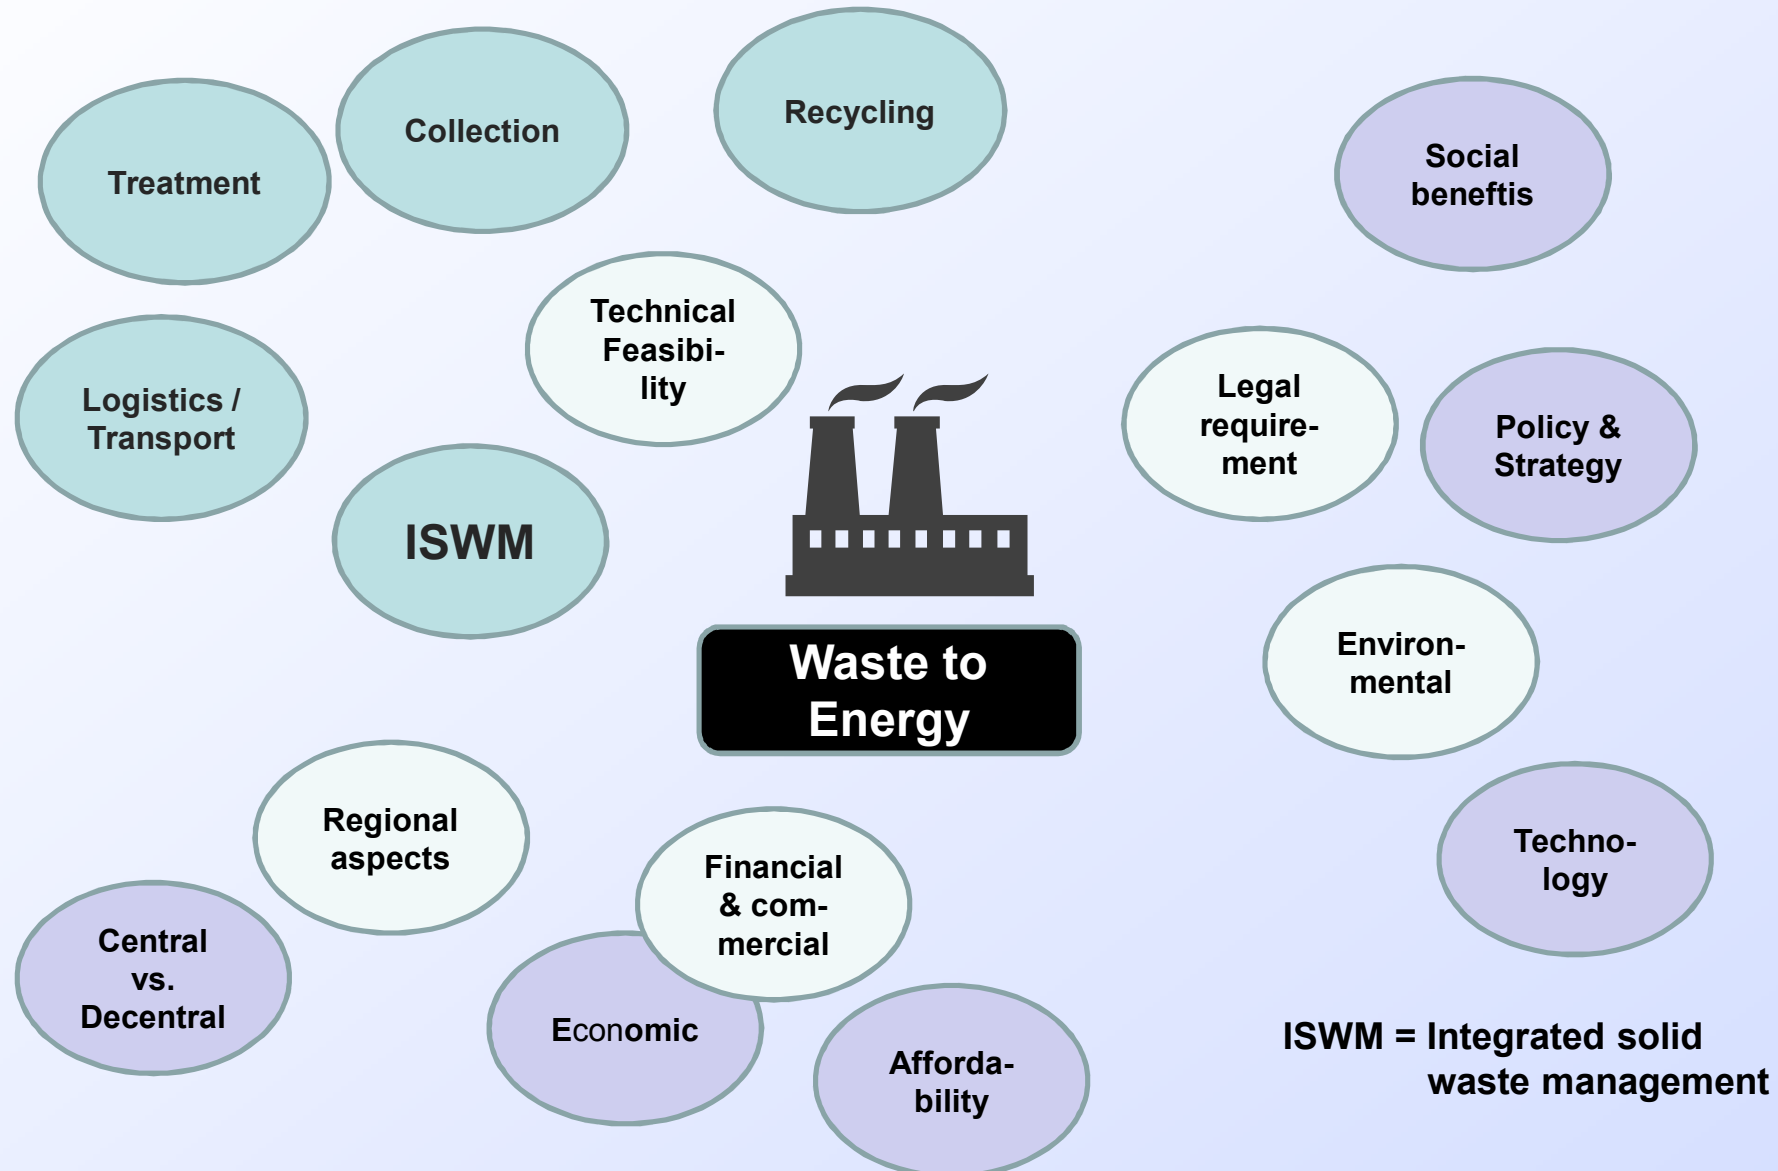 Treatment
Collection
Recycling
Social
beneftis
Technical
Feasibi-
lity
Logistics /
Transport
Legal
require-
ment
Policy &
Strategy
ISWM
Waste to
Energy
Environ-
mental
Regional
aspects
Financial
& com-
mercial
Techno-
logy
Central
vs.
Decentral
Economic
Afforda-
bility
ISWM = Integrated solid
waste management